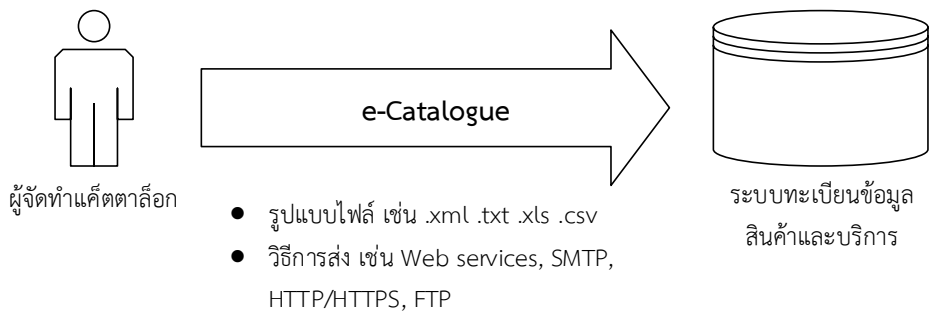 e-Catalogue
ผู้จัดทำแค็ตตาล็อก
ระบบทะเบียนข้อมูล
สินค้าและบริการ
● รูปแบบไฟล์ เช่น .xml .txt .xls .csv
● วิธีการส่ง เช่น Web services, SMTP,
HTTP/HTTPS, FTP